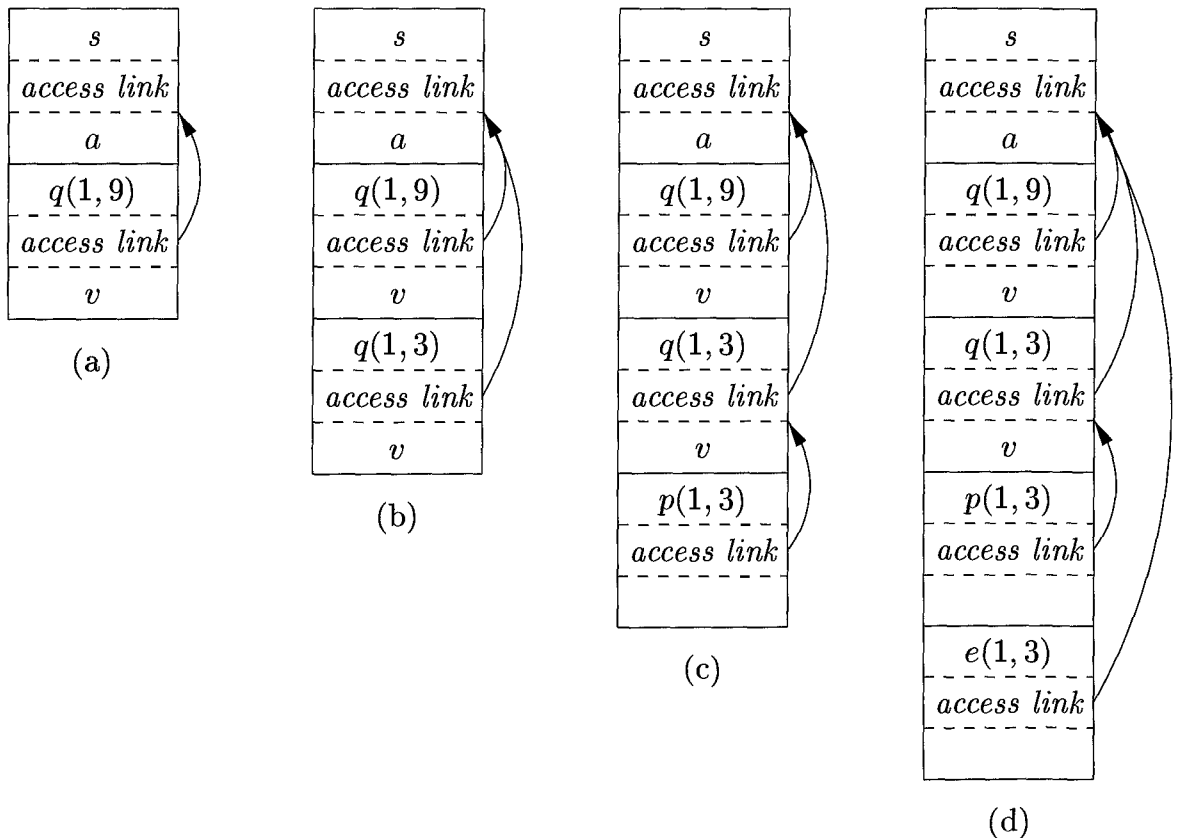 s
access link
a
q(1,9)
access link
v
(a)
s
access link
a
q(1,9)
access link
v
q(1,3)
access link
v
(b)
s
access link
a
q(1,9)
access link
v
q(1,3)
access link
v
p(1,3)
access link
(c)
s
access link
a
q(1,9)
access link
v
q(1,3)
access link
v
p(1,3)
access link
e(1,3)
access link
(d)